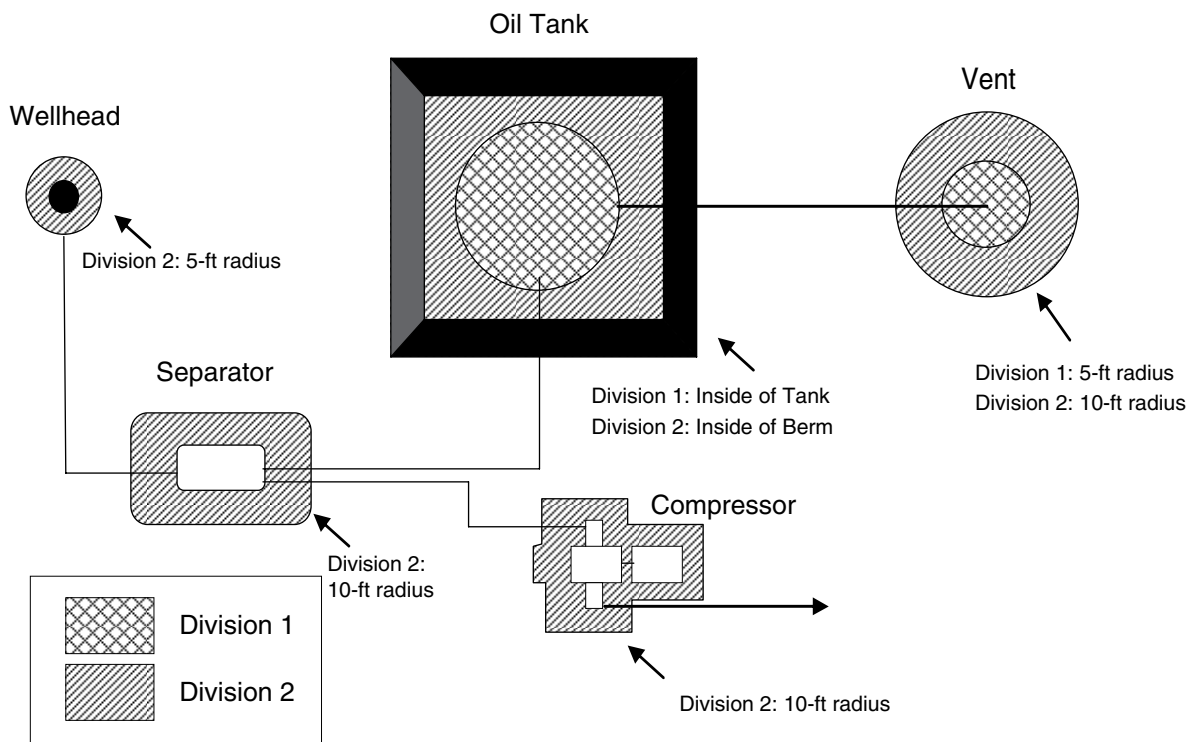 Oil Tank
Vent
Wellhead
Division 2: 5-ft radius
Division 1: 5-ft radius
Division 2: 10-ft radius
Separator
Division 1: Inside of Tank
Division 2: Inside of Berm
Compressor
Division 2:
10-ft radius
Division 1
Division 2
Division 2: 10-ft radius